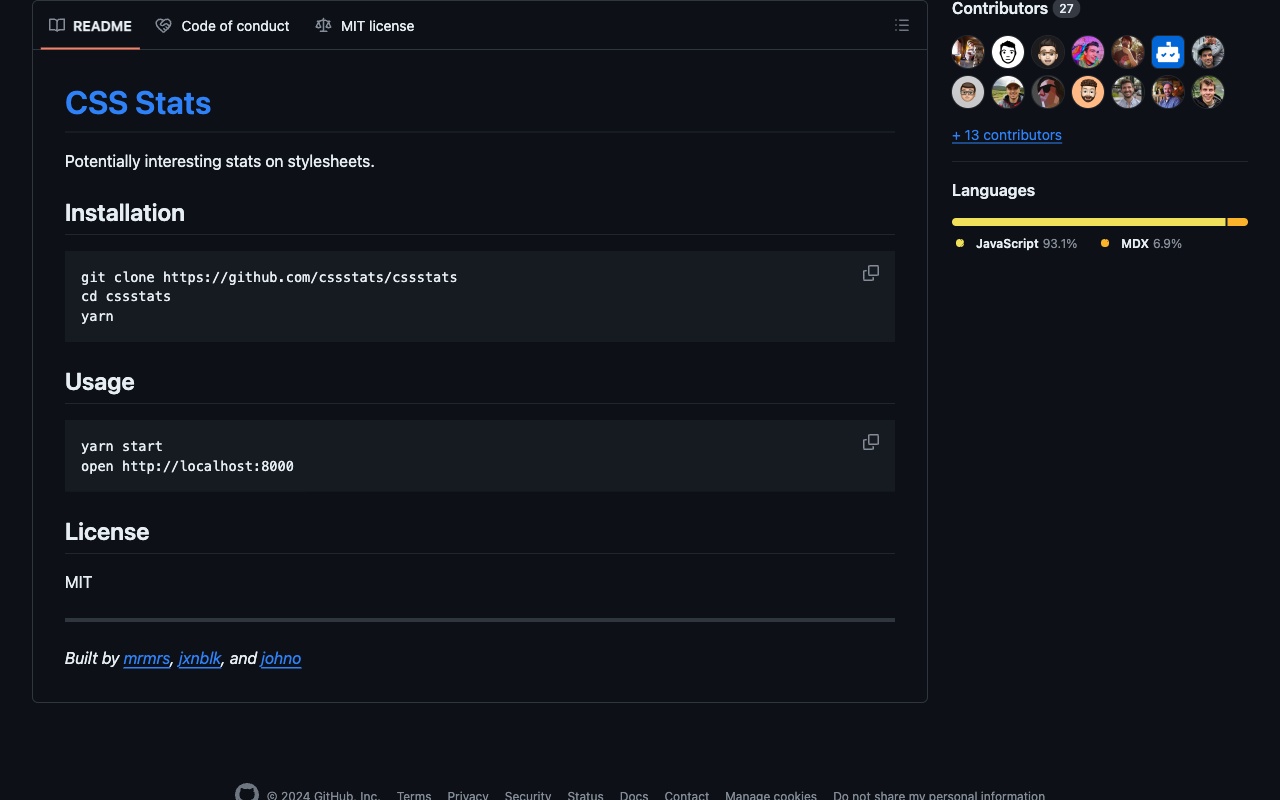 README
Code of conduct
MIT license
CSS Stats
Potentially interesting stats on stylesheets.
Installation
git clone https://github.com/cssstats/cssstats
cd cssstats
yarn
Usage
yarn start
open http://localhost:8000
License
MIT
Built by mrmrs, jxnblk, and johno
Contributors 27
+ 13 contributors
Languages
JavaScript 93.1% MDX 6.9%
© 2024 GitHub, Inc. Terms Privacy Security Status Docs Contact Manage cookies Do not share my personal information